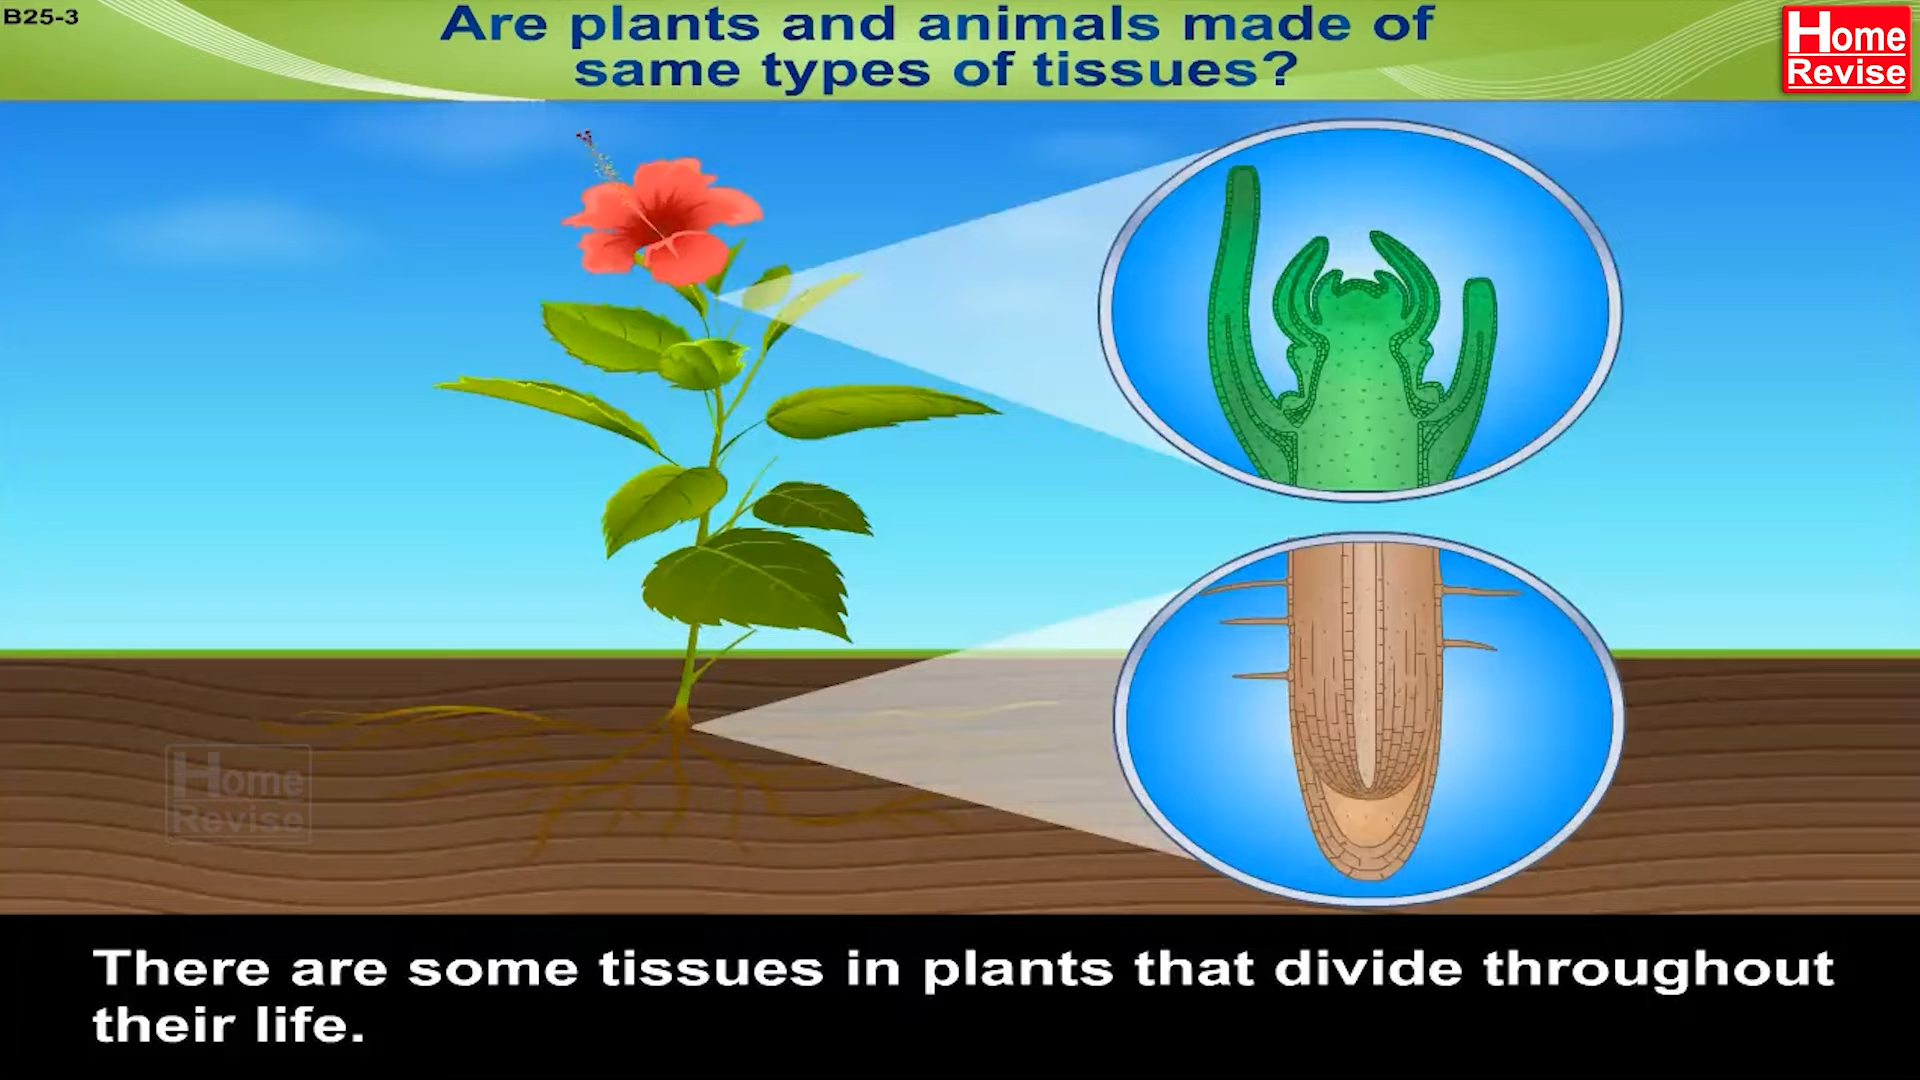 B25-3
Are plants and animals made of
same types of tissues?
Home
Revise
Home
Revise
There are some tissues in plants that divide throughout
their life.